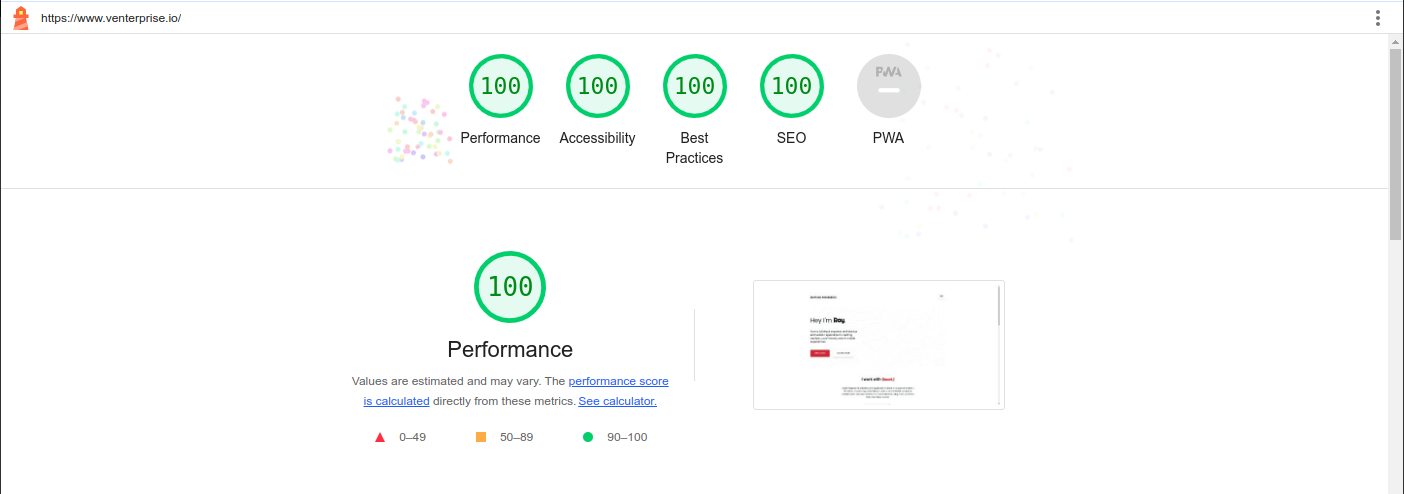 https://www.venterprise.io/
100 100 100 100 PWA
Performance Accessibility Best Practices SEO PWA
100
Performance
Values are estimated and may vary. The performance score
is calculated directly from these metrics. See calculator.
0–49 50–89 90–100
Hey I'm Ray
I work with